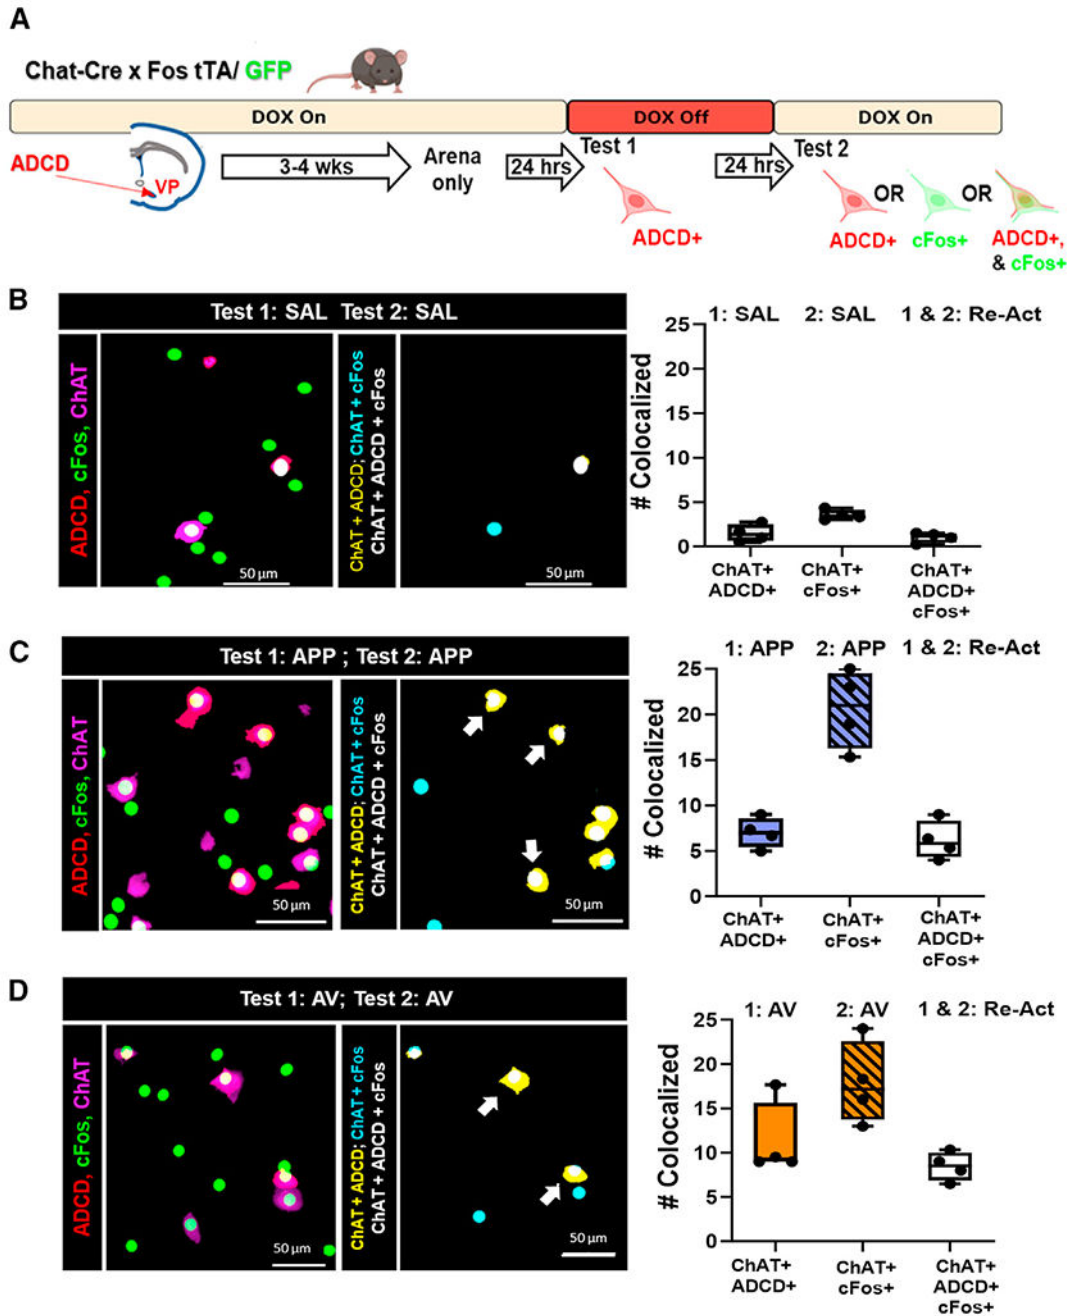 A
Chat-Cre x Fos tTA/ GFP
DOX On
DOX Off
DOX On
ADCD
VP
3-4 wks
Arena
only
24 hrs
Test 1
ADCD+
24 hrs
Test 2
OR
OR
ADCD+
cFos+
ADCD+,
& cFos+
B
Test 1: SAL Test 2: SAL
ADCD, cFos, ChAT
50 µm
ChAT + ADCD; ChAT + cFos
ChAT + ADCD + cFos
50 µm
1: SAL 2: SAL 1 & 2: Re-Act
# Colocalized
25
20
15
10
5
0
ChAT+
ADCD+
ChAT+
cFos+
ChAT+
ADCD+
cFos+
C
Test 1: APP ; Test 2: APP
ADCD, cFos, ChAT
50 µm
ChAT + ADCD; ChAT + cFos
ChAT + ADCD + cFos
50 µm
1: APP 2: APP 1 & 2: Re-Act
# Colocalized
25
20
15
10
5
0
ChAT+
ADCD+
ChAT+
cFos+
ChAT+
ADCD+
cFos+
D
Test 1: AV; Test 2: AV
ADCD, cFos, ChAT
50 µm
ChAT + ADCD; ChAT + cFos
ChAT + ADCD + cFos
50 µm
1: AV 2: AV 1 & 2: Re-Act
# Colocalized
25
20
15
10
5
0
ChAT+
ADCD+
ChAT+
cFos+
ChAT+
ADCD+
cFos+